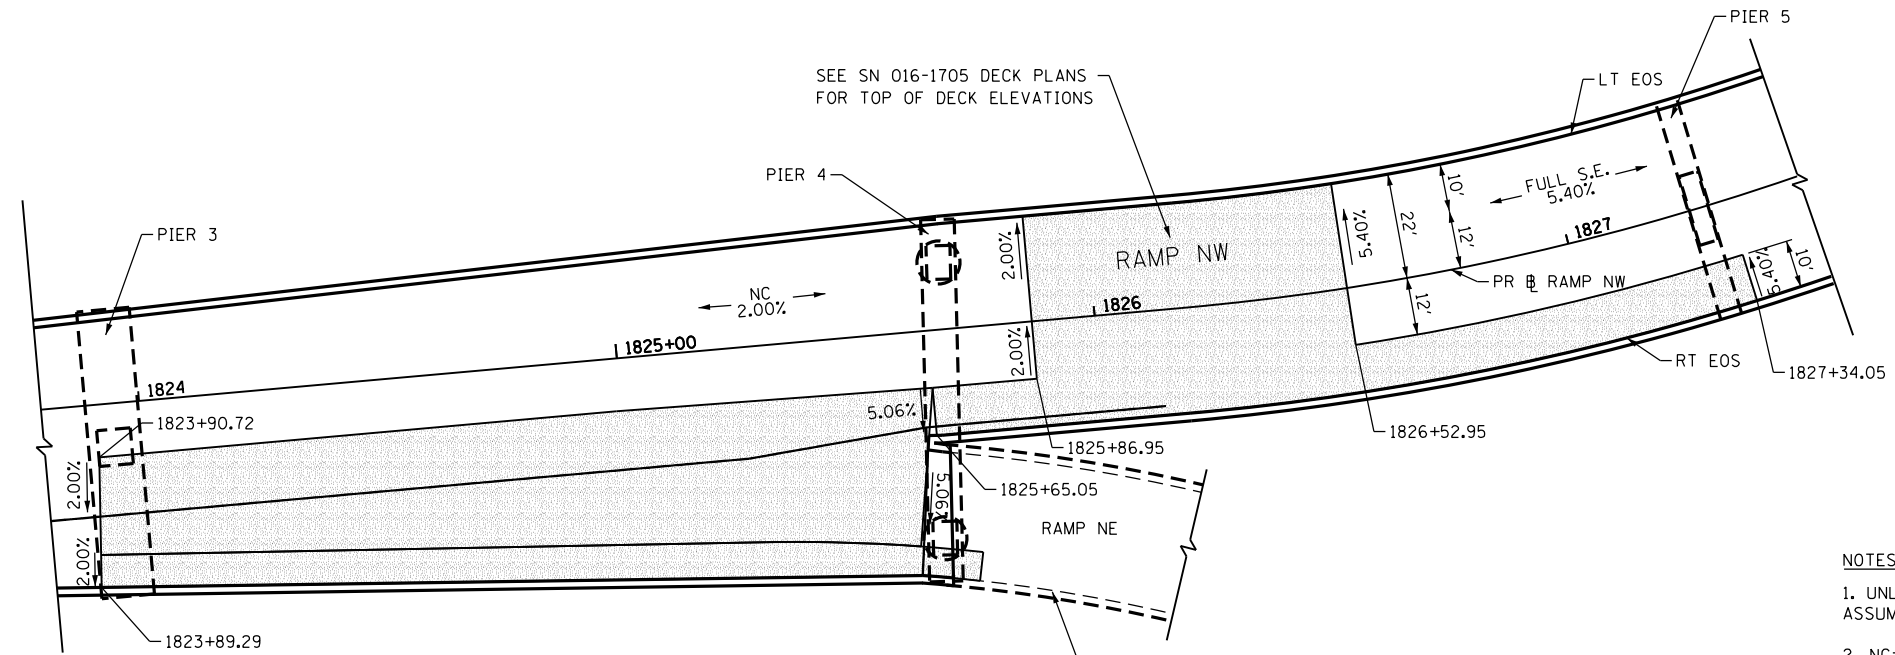 PIER 5
SEE SN 016-1705 DECK PLANS
FOR TOP OF DECK ELEVATIONS
LT EOS
PIER 4
10'
FULL S.E.
5.40%
22'
12'
5.40%
1827
PIER 3
2.00%
RAMP NW
PR ⅊ RAMP NW
5.40%
10'
NC
2.00%
1826
12'
2.00%
1825+00
RT EOS
1827+34.05
1824
5.06%
1823+90.72
1825+86.95
1826+52.95
2.00%
5.06%
1825+65.05
RAMP NE
2.00%
NOTES
1. UNL
ASSUM
1823+89.29
2. NC=